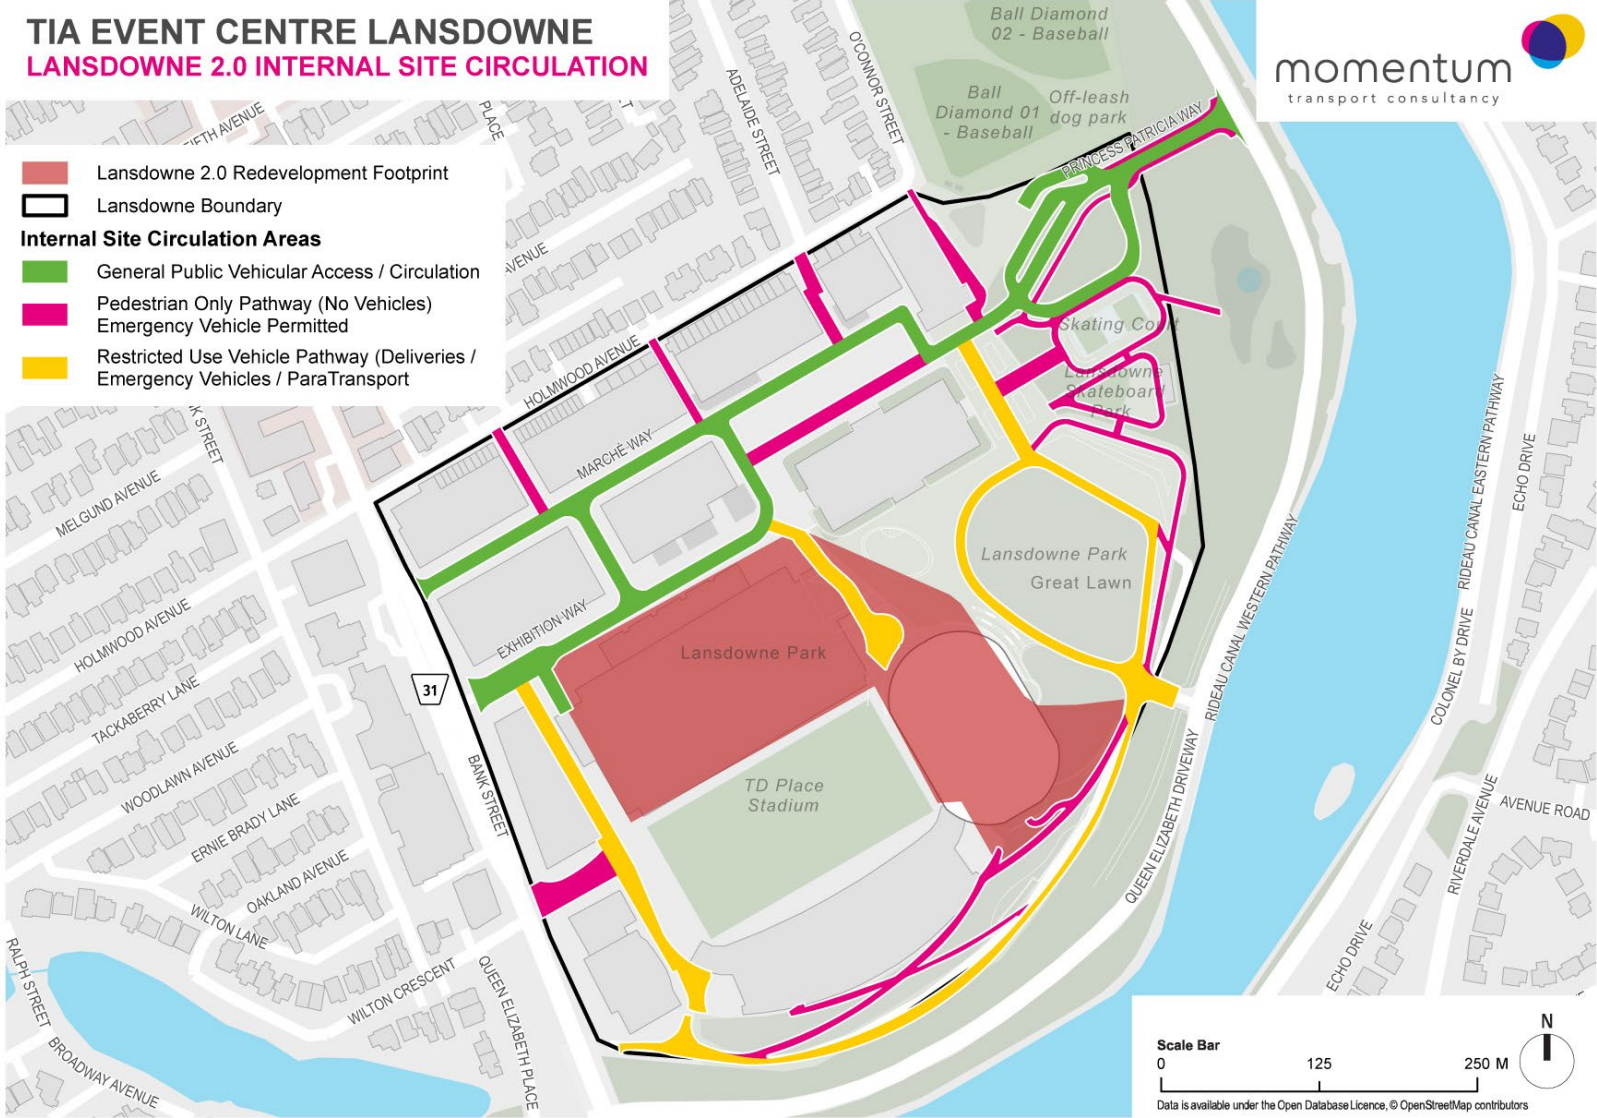 TIA EVENT CENTRE LANSDOWNE
LANSDOWNE 2.0 INTERNAL SITE CIRCULATION
momentum
transport consultancy
Lansdowne 2.0 Redevelopment Footprint
Lansdowne Boundary
Internal Site Circulation Areas
General Public Vehicular Access / Circulation
Pedestrian Only Pathway (No Vehicles)
Emergency Vehicle Permitted
Restricted Use Vehicle Pathway (Deliveries /
Emergency Vehicles / ParaTransport
Ball Diamond
02 - Baseball
Ball
Diamond 01
- Baseball
Off-leash
dog park
PRINCESS PATRICIA WAY
O'CONNOR STREET
ADELAIDE STREET
PLACE
FIFTH AVENUE
AVENUE
HOLMWOOD AVENUE
MARCHÉ WAY
EXHIBITION WAY
Skating Court
Lansdowne
Skateboard
Park
Lansdowne Park
Great Lawn
Lansdowne Park
TD Place
Stadium
31
BANK STREET
MELGUND AVENUE
HOLMWOOD AVENUE
TACKABERRY LANE
WOODLAWN AVENUE
ERNIE BRADY LANE
OAKLAND AVENUE
WILTON LANE
WILTON CRESCENT
QUEEN ELIZABETH PLACE
RALPH STREET
BROADWAY AVENUE
QUEEN ELIZABETH DRIVEWAY
RIDEAU CANAL WESTERN PATHWAY
RIDEAU CANAL EASTERN PATHWAY
COLONEL BY DRIVE
ECHO DRIVE
ECHO DRIVE
RIVERDALE AVENUE
AVENUE ROAD
Scale Bar
0 125 250 M
N
Data is available under the Open Database Licence, © OpenStreetMap contributors